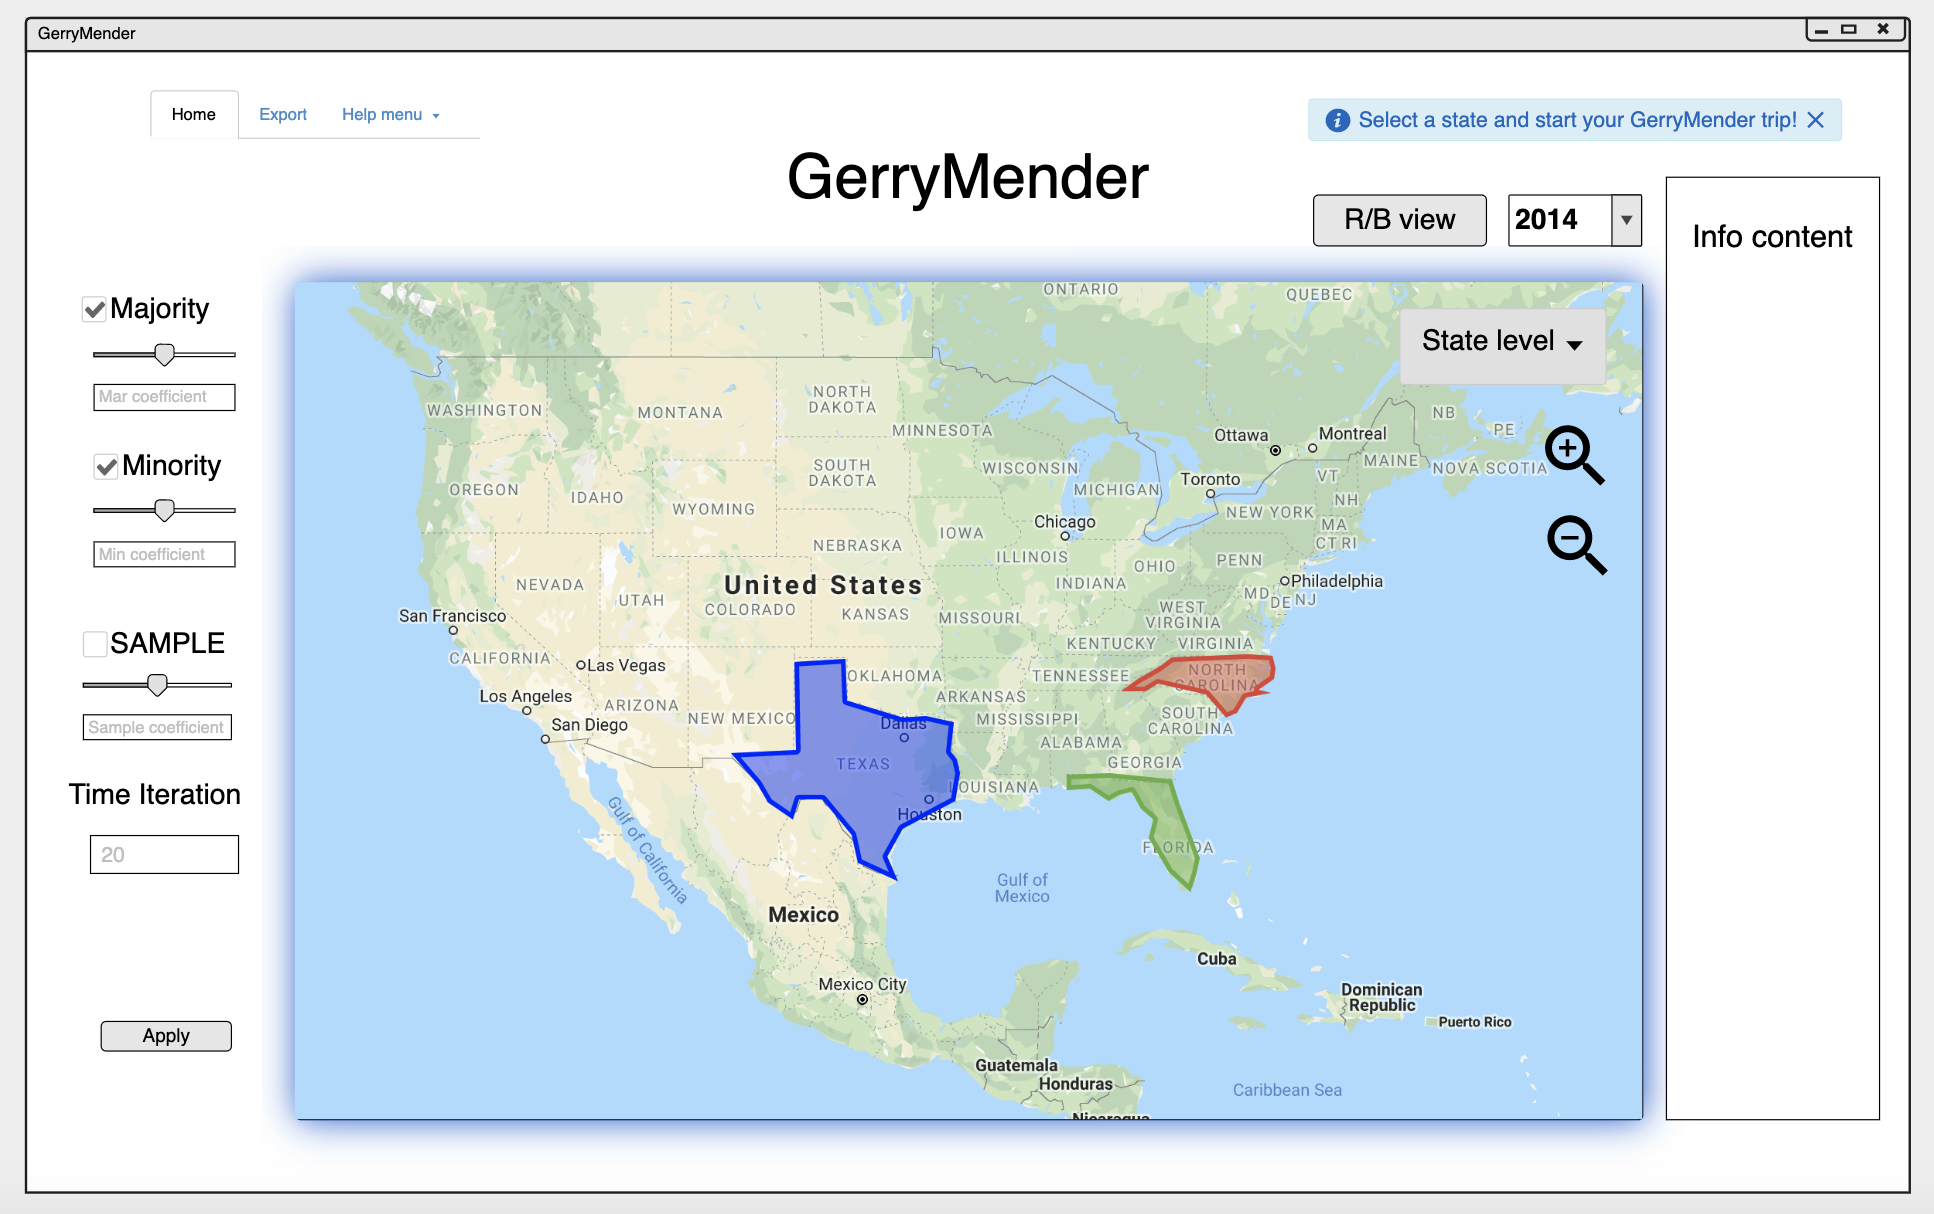 GerryMender
Home
Export
Help menu
Select a state and start your GerryMender trip!
GerryMender
R/B view
2014
Info content
Majority
Mar coefficient
Minority
Min coefficient
SAMPLE
Sample coefficient
Time Iteration
20
Apply
State level
ONTARIO
QUEBEC
WASHINGTON
MONTANA
NORTH
DAKOTA
MINNESOTA
NB
PE
Ottawa
Montreal
MAINE
NOVA SCOTIA
OREGON
IDAHO
SOUTH
DAKOTA
WISCONSIN
MICHIGAN
Toronto
VT
NH
WYOMING
NEW YORK
MA
CT RI
Chicago
IOWA
NEBRASKA
ILLINOIS
INDIANA
OHIO
PENN
Philadelphia
NEVADA
United States
UTAH
COLORADO
KANSAS
MISSOURI
WEST
VIRGINIA
MD
DE
NJ
San Francisco
KENTUCKY
VIRGINIA
CALIFORNIA
Las Vegas
OKLAHOMA
TENNESSEE
NORTH
CAROLINA
Los Angeles
ARIZONA
NEW MEXICO
ARKANSAS
San Diego
Dallas
MISSISSIPPI
SOUTH
CAROLINA
ALABAMA
TEXAS
GEORGIA
LOUISIANA
Houston
FLORIDA
Gulf of California
Gulf of
Mexico
Mexico
Cuba
Mexico City
Dominican
Republic
Puerto Rico
Guatemala
Honduras
Caribbean Sea
Nicaragua